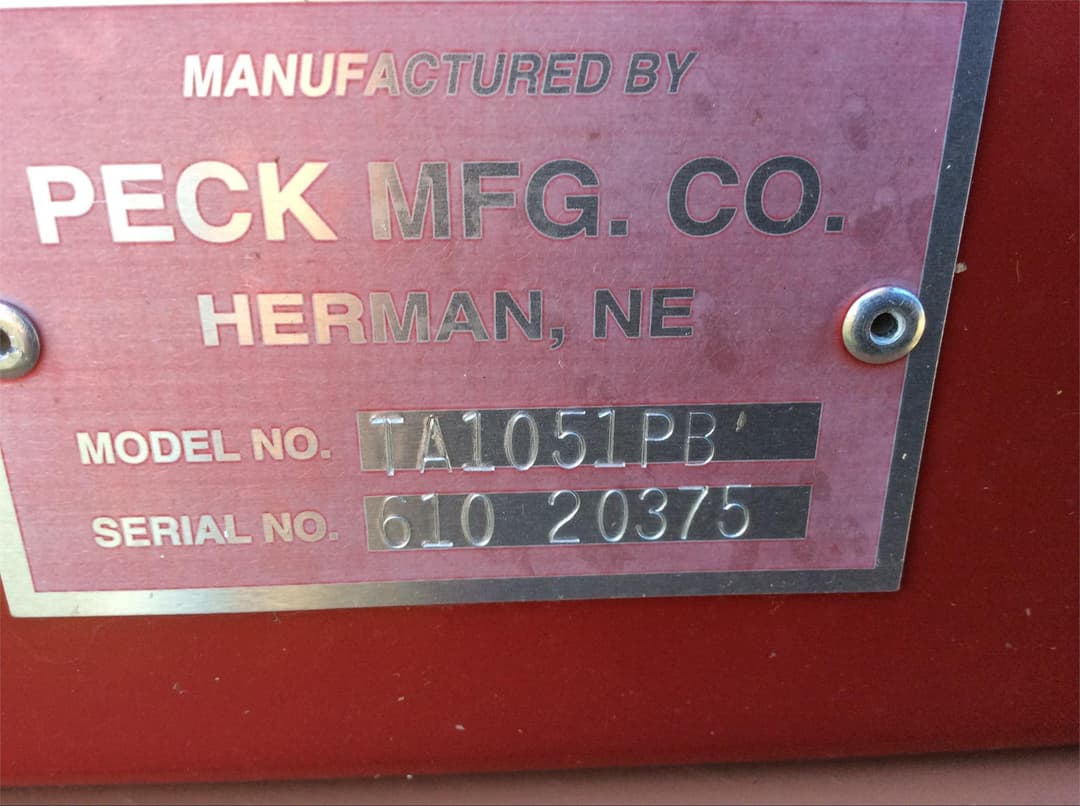 MANUFACTURED BY
PECK MFG. CO.
HERMAN, NE
MODEL NO. TA1051PB
SERIAL NO. 610 20375